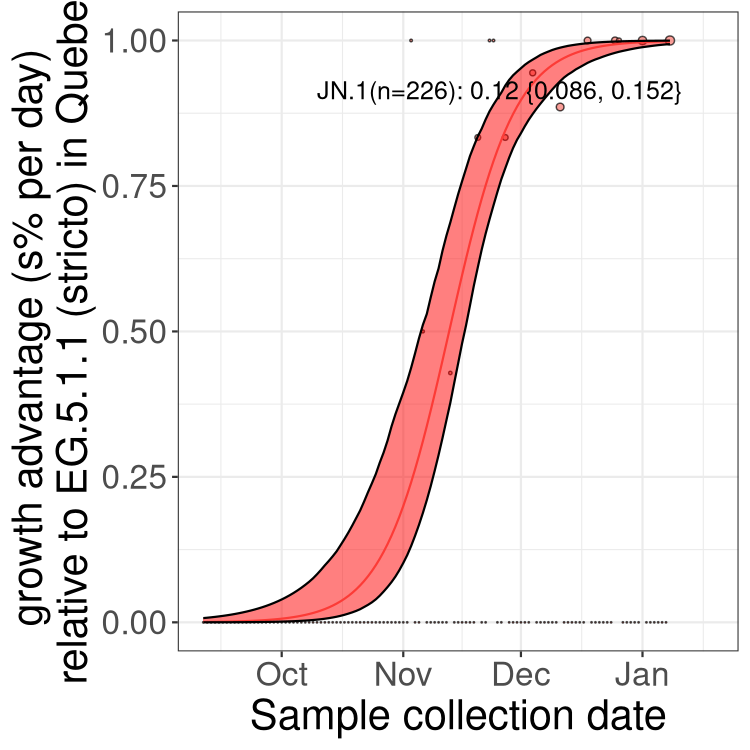 growth advantage (s% per day)
relative to EG.5.1.1 (stricto) in Quebe
1.00
0.75
0.50
0.25
0.00
JN.1(n=226): 0.12 {0.086, 0.152}
Oct Nov Dec Jan
Sample collection date